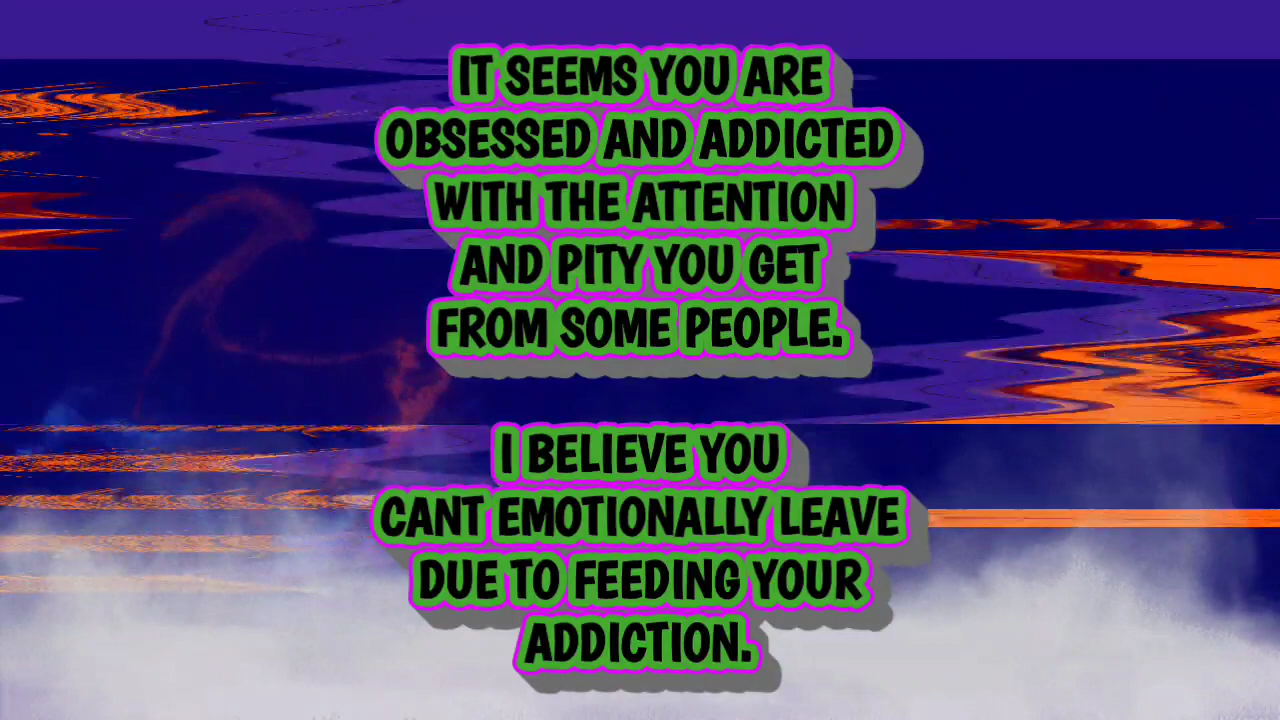 IT SEEMS YOU ARE
OBSESSED AND ADDICTED
WITH THE ATTENTION
AND PITY YOU GET
FROM SOME PEOPLE.
I BELIEVE YOU
CANT EMOTIONALLY LEAVE
DUE TO FEEDING YOUR
ADDICTION.